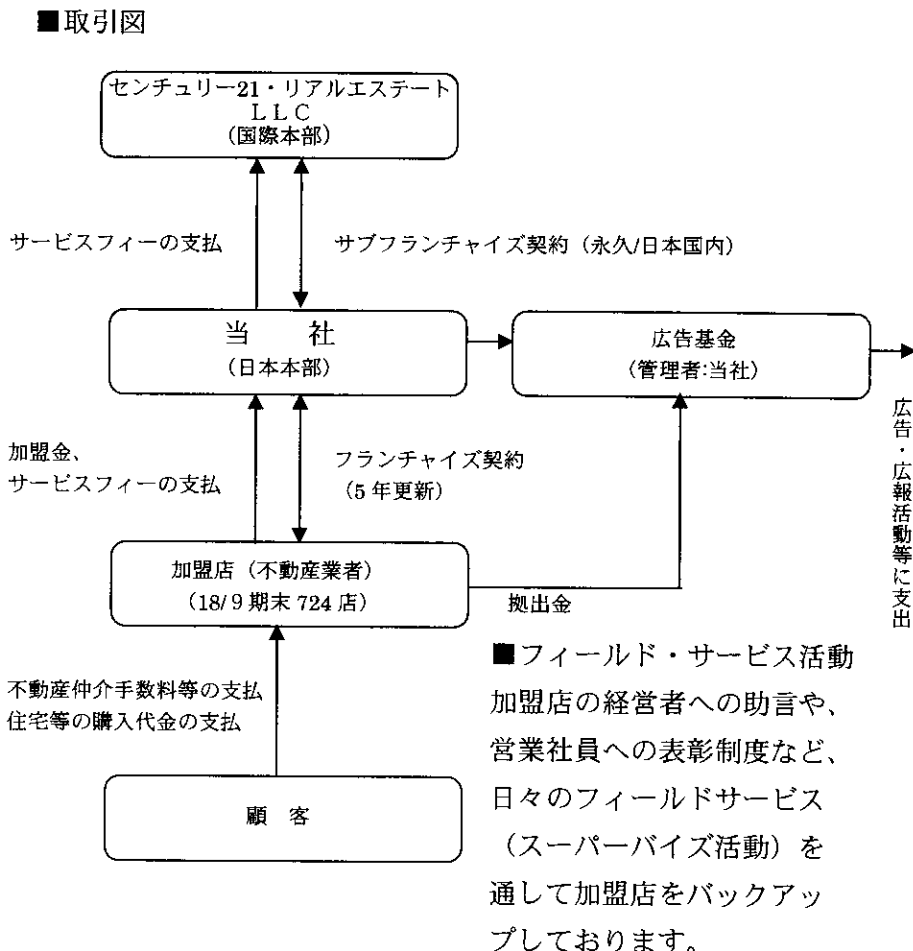 ■取引図
センチュリー21・リアルエステート
LLC
(国際本部)
サービスフィーの支払
サブフランチャイズ契約（永久/日本国内）
当　社
(日本本部)
広告基金
(管理者:当社)
広告・広報活動等に支出
加盟金、
サービスフィーの支払
フランチャイズ契約
(5年更新)
加盟店（不動産業者）
(18/9期末724店)
拠出金
不動産仲介手数料等の支払
住宅等の購入代金の支払
顧　客
■フィールド・サービス活動
加盟店の経営者への助言や、
営業社員への表彰制度など、
日々のフィールドサービス
（スーパーバイズ活動）を
通して加盟店をバックアッ
プしております。